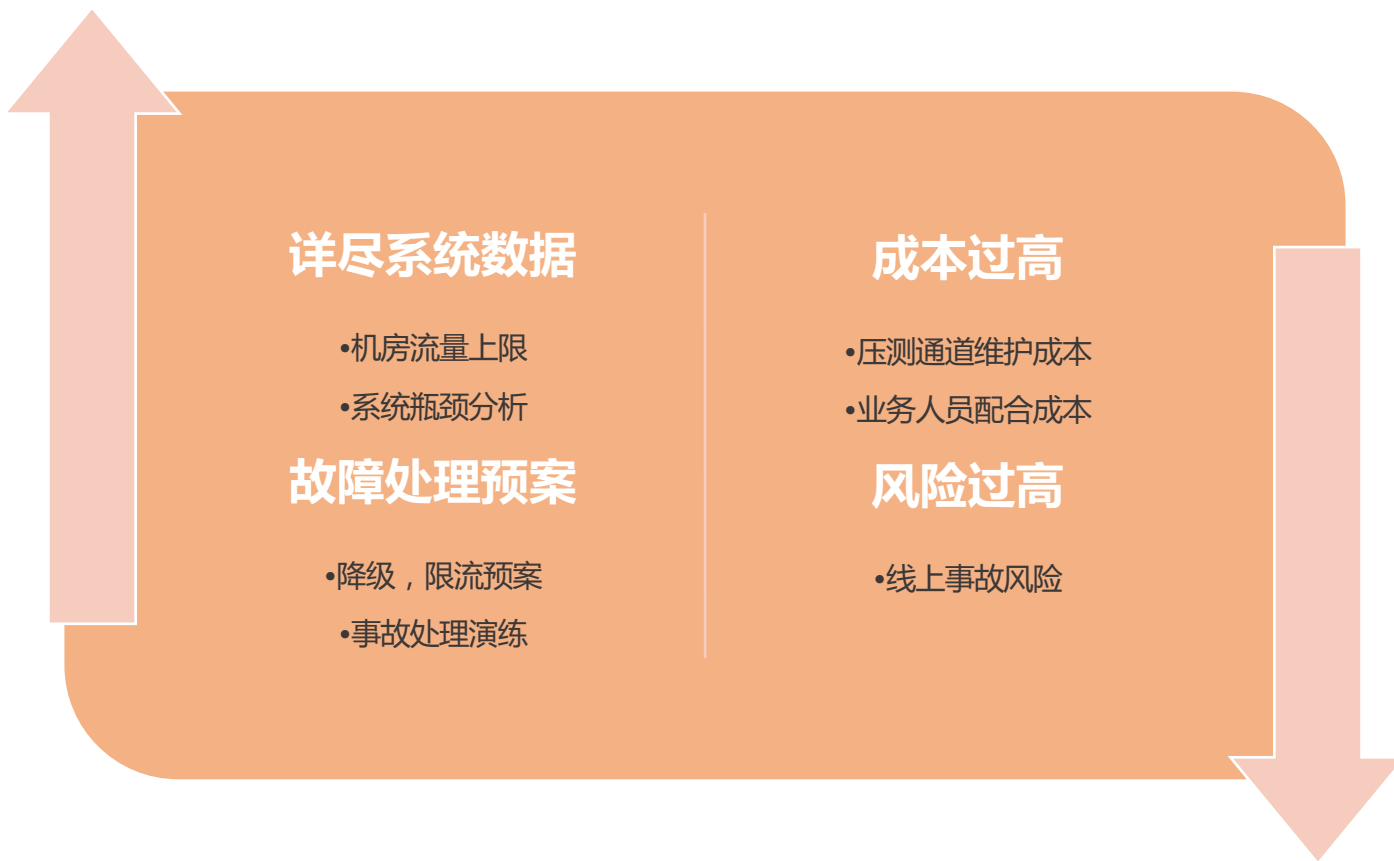 详尽系统数据
•机房流量上限
•系统瓶颈分析
故障处理预案
•降级，限流预案
•事故处理演练
成本过高
•压测通道维护成本
•业务人员配合成本
风险过高
•线上事故风险